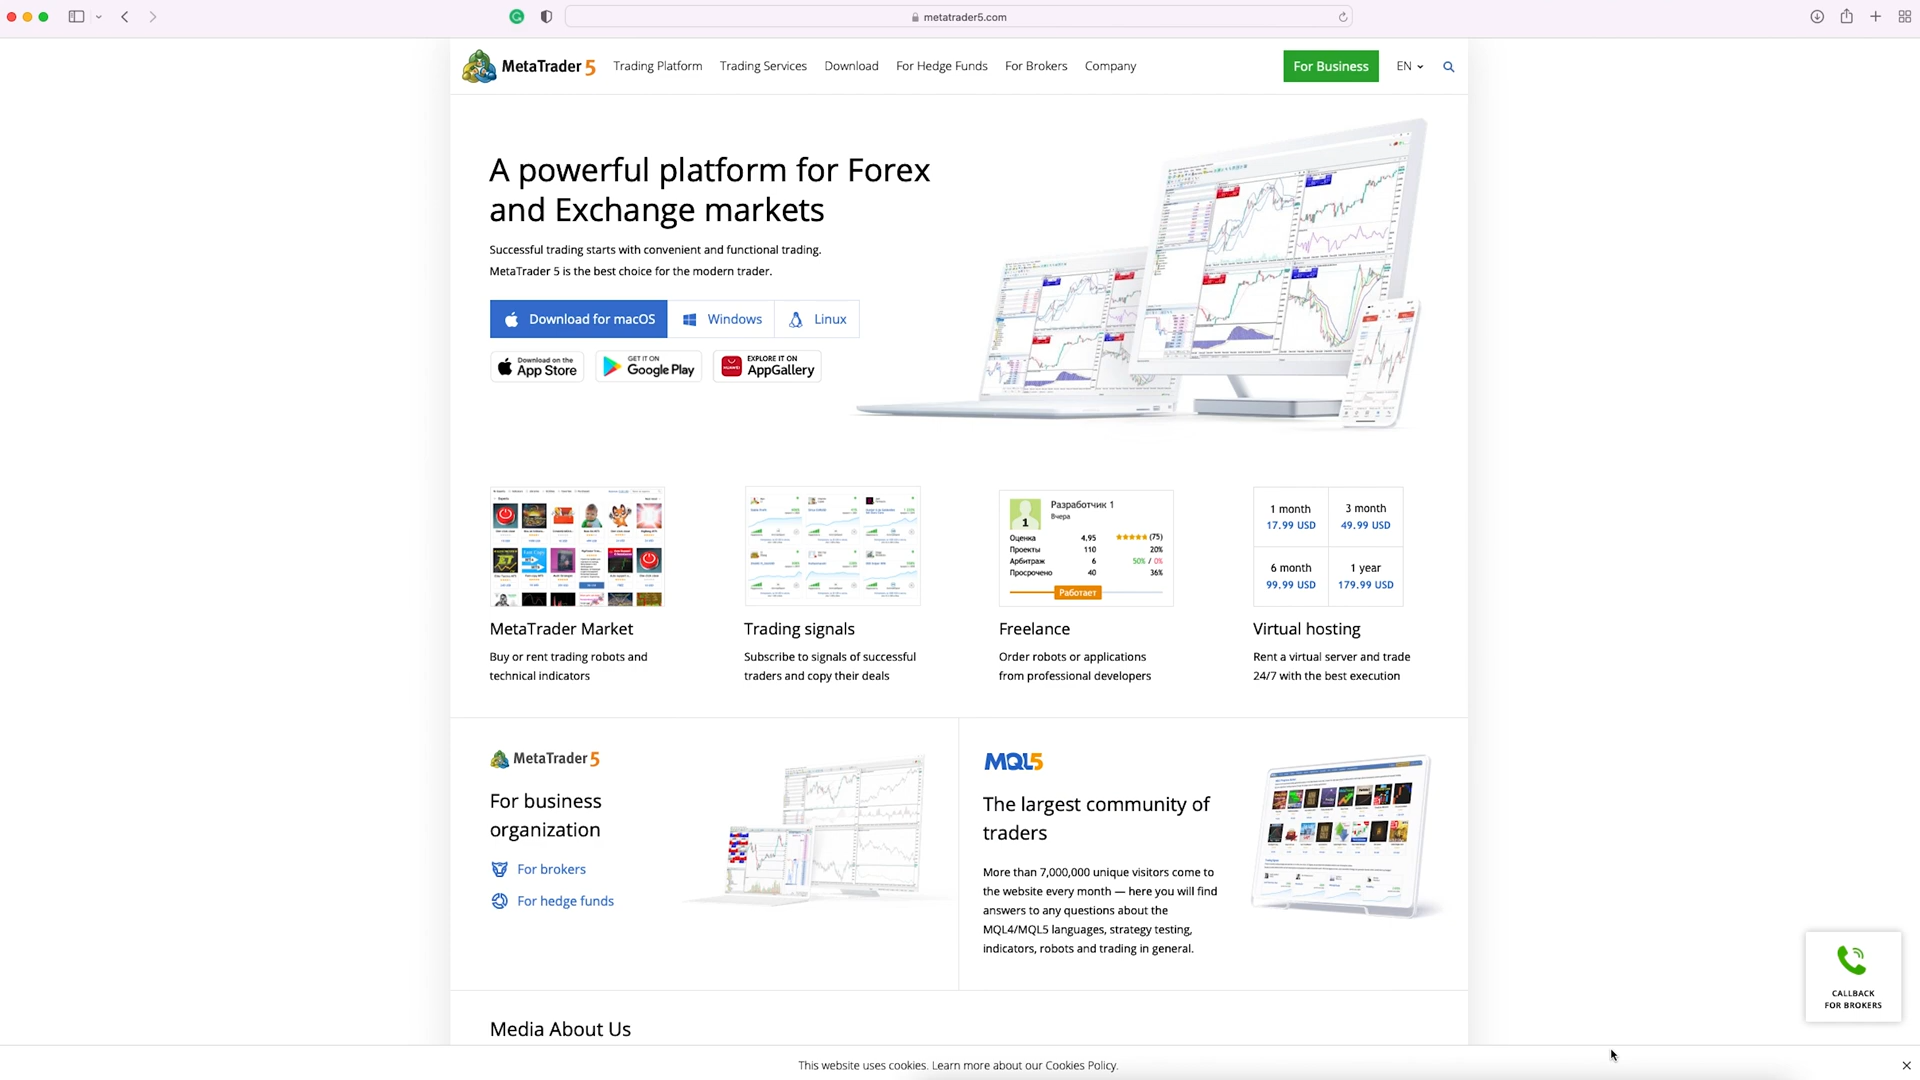 metatrader5.com
MetaTrader 5
Trading Platform
Trading Services
Download
For Hedge Funds
For Brokers
Company
For Business
EN
A powerful platform for Forex
and Exchange markets
Successful trading starts with convenient and functional trading.
MetaTrader 5 is the best choice for the modern trader.
Download for macOS
Windows
Linux
Download on the
App Store
GET IT ON
Google Play
EXPLORE IT ON
AppGallery
Разработчик 1
Вчера
1
Оценка 4,95 (75)
Проекты 110 20%
Арбитраж 6 50% / 0%
Просрочено 40 36%
Работает
1 month
17.99 USD
3 month
49.99 USD
6 month
99.99 USD
1 year
179.99 USD
MetaTrader Market
Buy or rent trading robots and
technical indicators
Trading signals
Subscribe to signals of successful
traders and copy their deals
Freelance
Order robots or applications
from professional developers
Virtual hosting
Rent a virtual server and trade
24/7 with the best execution
MetaTrader 5
For business
organization
For brokers
For hedge funds
MQL5
The largest community of
traders
More than 7,000,000 unique visitors come to
the website every month — here you will find
answers to any questions about the
MQL4/MQL5 languages, strategy testing,
indicators, robots and trading in general.
CALLBACK
FOR BROKERS
Media About Us
This website uses cookies. Learn more about our Cookies Policy.